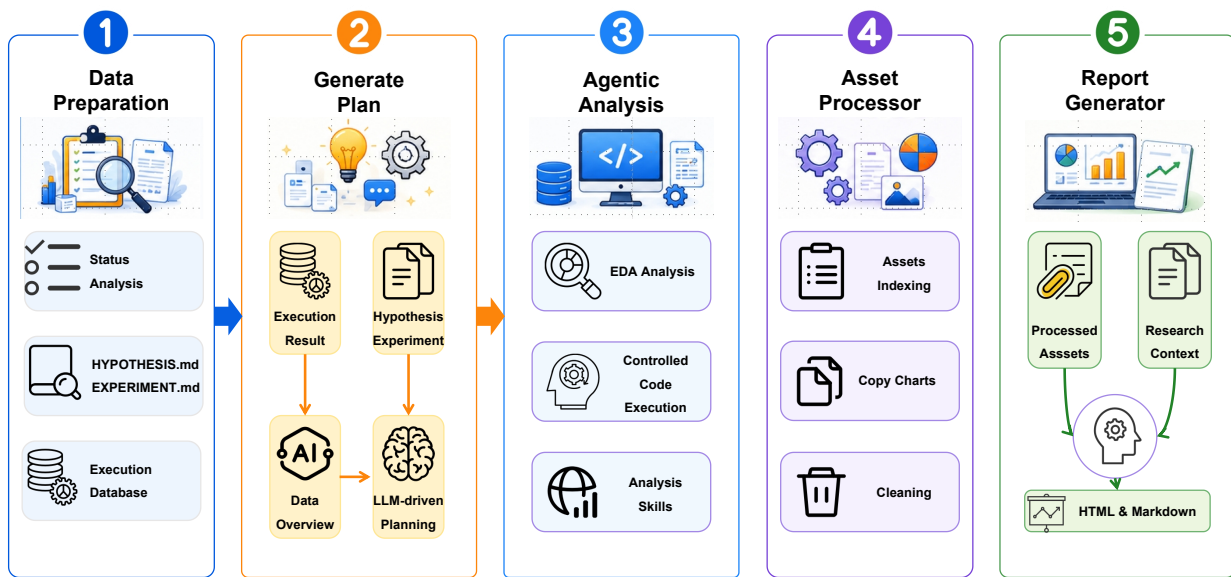 1
Data
Preparation
Status
Analysis
HYPOTHESIS.md
EXPERIMENT.md
Execution
Database
2
Generate
Plan
Execution
Result
Hypothesis
Experiment
AI
Data
Overview
LLM-driven
Planning
3
Agentic
Analysis
</>
EDA Analysis
Controlled
Code
Execution
Analysis
Skills
4
Asset
Processor
Assets
Indexing
Copy Charts
Cleaning
5
Report
Generator
Processed
Asssets
Research
Context
HTML & Markdown